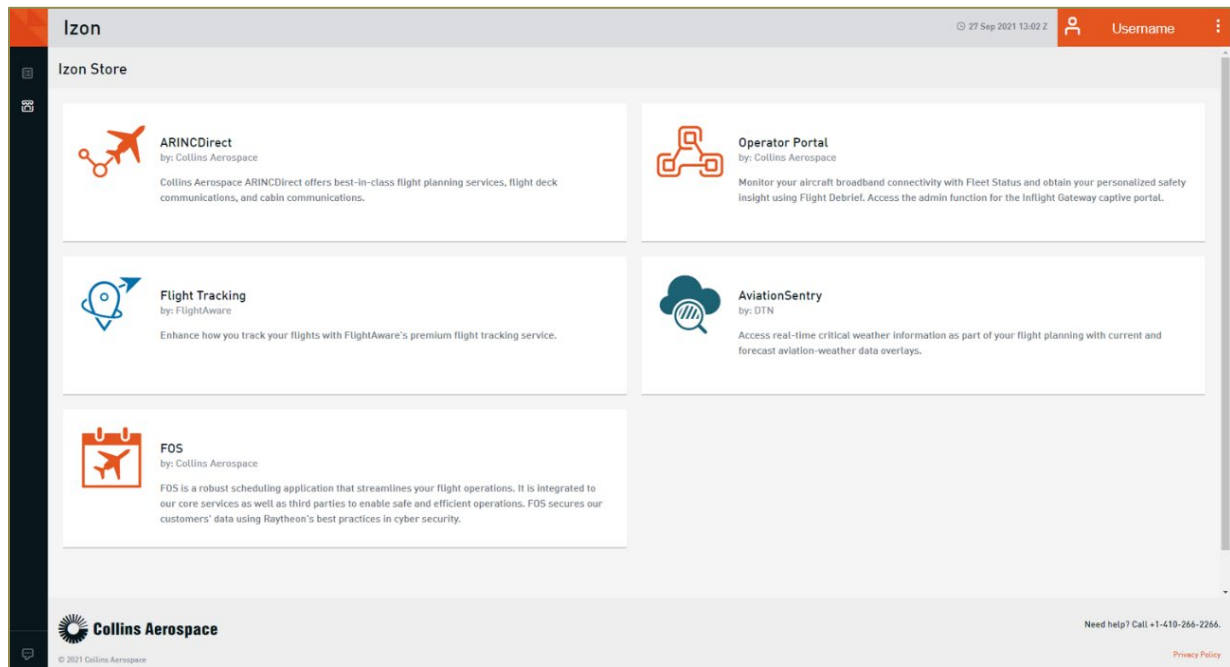 Izon
27 Sep 2021 13:02 Z
Username
Izon Store
ARINCDirect
by: Collins Aerospace
Collins Aerospace ARINCDirect offers best-in-class flight planning services, flight deck
communications, and cabin communications.
Operator Portal
by: Collins Aerospace
Monitor your aircraft broadband connectivity with Fleet Status and obtain your personalized safety
insight using Flight Debrief. Access the admin function for the Inflight Gateway captive portal.
Flight Tracking
by: FlightAware
Enhance how you track your flights with FlightAware's premium flight tracking service.
AviationSentry
by: DTN
Access real-time critical weather information as part of your flight planning with current and
forecast aviation-weather data overlays.
FOS
by: Collins Aerospace
FOS is a robust scheduling application that streamlines your flight operations. It is integrated to
our core services as well as third parties to enable safe and efficient operations. FOS secures our
customers' data using Raytheon's best practices in cyber security.
Collins Aerospace
© 2021 Collins Aerospace
Need help? Call +1-410-266-2266.
Privacy Policy